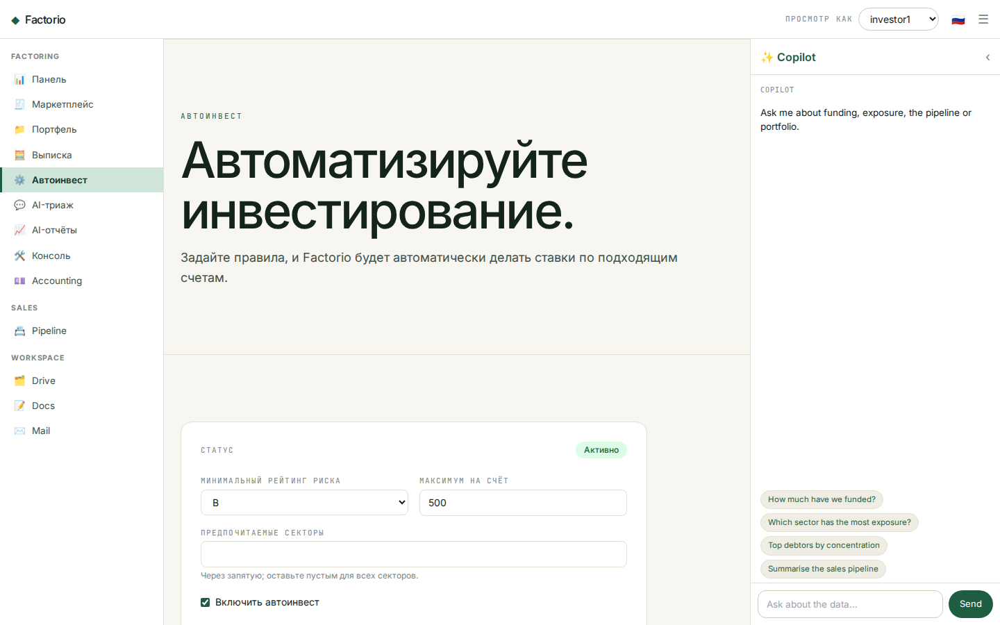 Factorio
ПРОСМОТР КАК
investor1
FACTORING
Панель
Маркетплейс
Портфель
Выписка
Автоинвест
AI-триаж
AI-отчёты
Консоль
Accounting
SALES
Pipeline
WORKSPACE
Drive
Docs
Mail
АВТОИНВЕСТ
Автоматизируйте
инвестирование.
Задайте правила, и Factorio будет автоматически делать ставки по подходящим
счетам.
СТАТУС
Активно
МИНИМАЛЬНЫЙ РЕЙТИНГ РИСКА
МАКСИМУМ НА СЧЁТ
B
500
ПРЕДПОЧИТАЕМЫЕ СЕКТОРЫ
Через запятую; оставьте пустым для всех секторов.
Включить автоинвест
Copilot
COPILOT
Ask me about funding, exposure, the pipeline or
portfolio.
How much have we funded?
Which sector has the most exposure?
Top debtors by concentration
Summarise the sales pipeline
Ask about the data...
Send